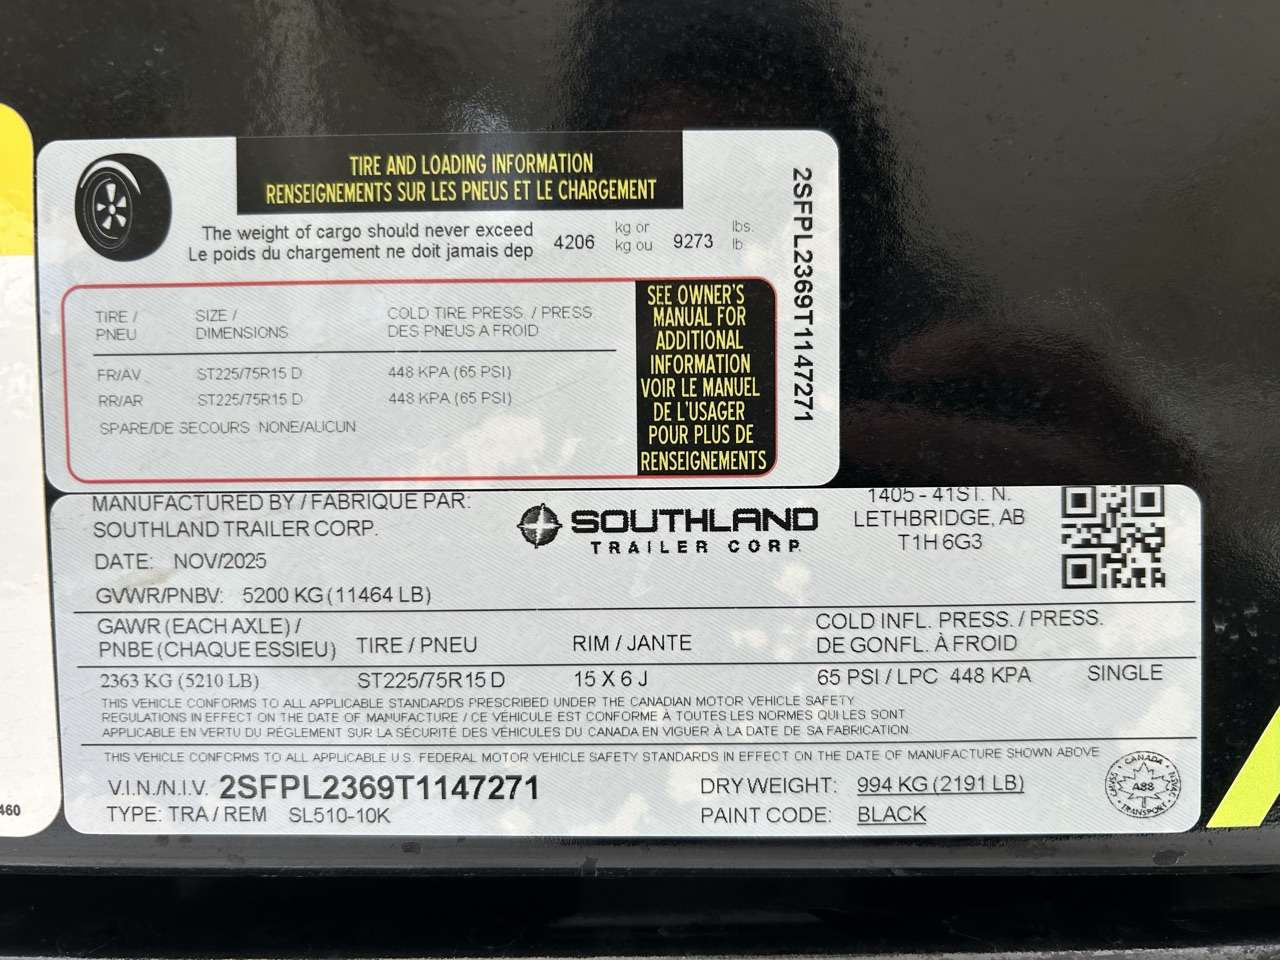 TIRE AND LOADING INFORMATION
RENSEIGNEMENTS SUR LES PNEUS ET LE CHARGEMENT
The weight of cargo should never exceed 4206 kg or 9273 lbs.
Le poids du chargement ne doit jamais dep kg ou lb.
TIRE / SIZE / COLD TIRE PRESS. / PRESS.
PNEU DIMENSIONS DES PNEUS A FROID
FR/AV ST225/75R15 D 448 KPA (65 PSI)
RR/AR ST225/75R15 D 448 KPA (65 PSI)
SPARE/DE SECOURS NONE/AUCUN
SEE OWNER'S
MANUAL FOR
ADDITIONAL
INFORMATION
VOIR LE MANUEL
DE L'USAGER
POUR PLUS DE
RENSEIGNEMENTS
2SFPL2369T1147271
MANUFACTURED BY / FABRIQUE PAR:
SOUTHLAND TRAILER CORP.
DATE: NOV/2025
GVWR/PNBV: 5200 KG (11464 LB)
SOUTHLAND
TRAILER CORP.
1405 - 41ST. N.
LETHBRIDGE, AB
T1H 6G3
GAWR (EACH AXLE) / COLD INFL. PRESS. / PRESS.
PNBE (CHAQUE ESSIEU) TIRE / PNEU RIM / JANTE DE GONFL. À FROID
2363 KG (5210 LB) ST225/75R15 D 15 X 6 J 65 PSI / LPC 448 KPA SINGLE
THIS VEHICLE CONFORMS TO ALL APPLICABLE STANDARDS PRESCRIBED UNDER THE CANADIAN MOTOR VEHICLE SAFETY
REGULATIONS IN EFFECT ON THE DATE OF MANUFACTURE / CE VÉHICULE EST CONFORME À TOUTES LES NORMES QUI LES SONT
APPLICABLE EN VERTU DU RÈGLEMENT SUR LA SÉCURITÉ DES VÉHICULES DU CANADA EN VIGUER À LA DATE DE SA FABRICATION
THIS VEHICLE CONFORMS TO ALL APPLICABLE U.S. FEDERAL MOTOR VEHICLE SAFETY STANDARDS IN EFFECT ON THE DATE OF MANUFACTURE SHOWN ABOVE
V.I.N./N.I.V. 2SFPL2369T1147271 DRY WEIGHT: 994 KG (2191 LB)
TYPE: TRA / REM SL510-10K PAINT CODE: BLACK
CANADA
A88
TRANSPORT
460